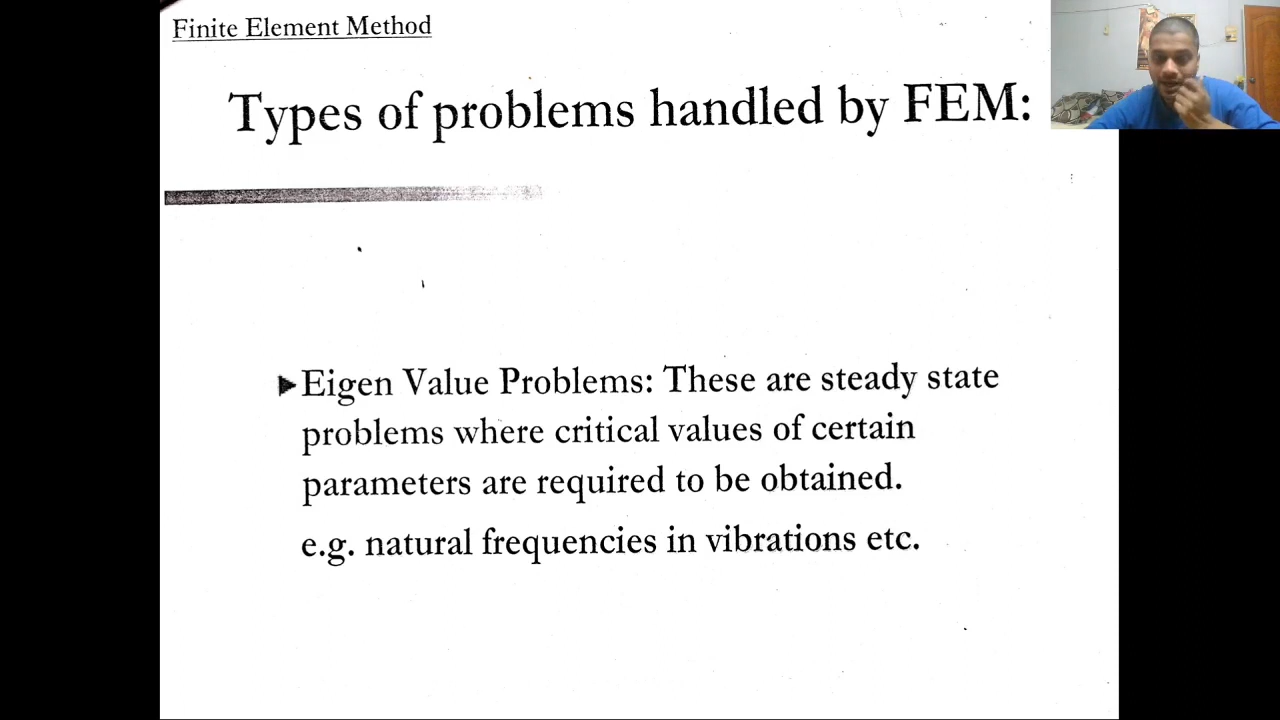 Finite Element Method
Types of problems handled by FEM:
Eigen Value Problems: These are steady state
problems where critical values of certain
parameters are required to be obtained.
e.g. natural frequencies in vibrations etc.